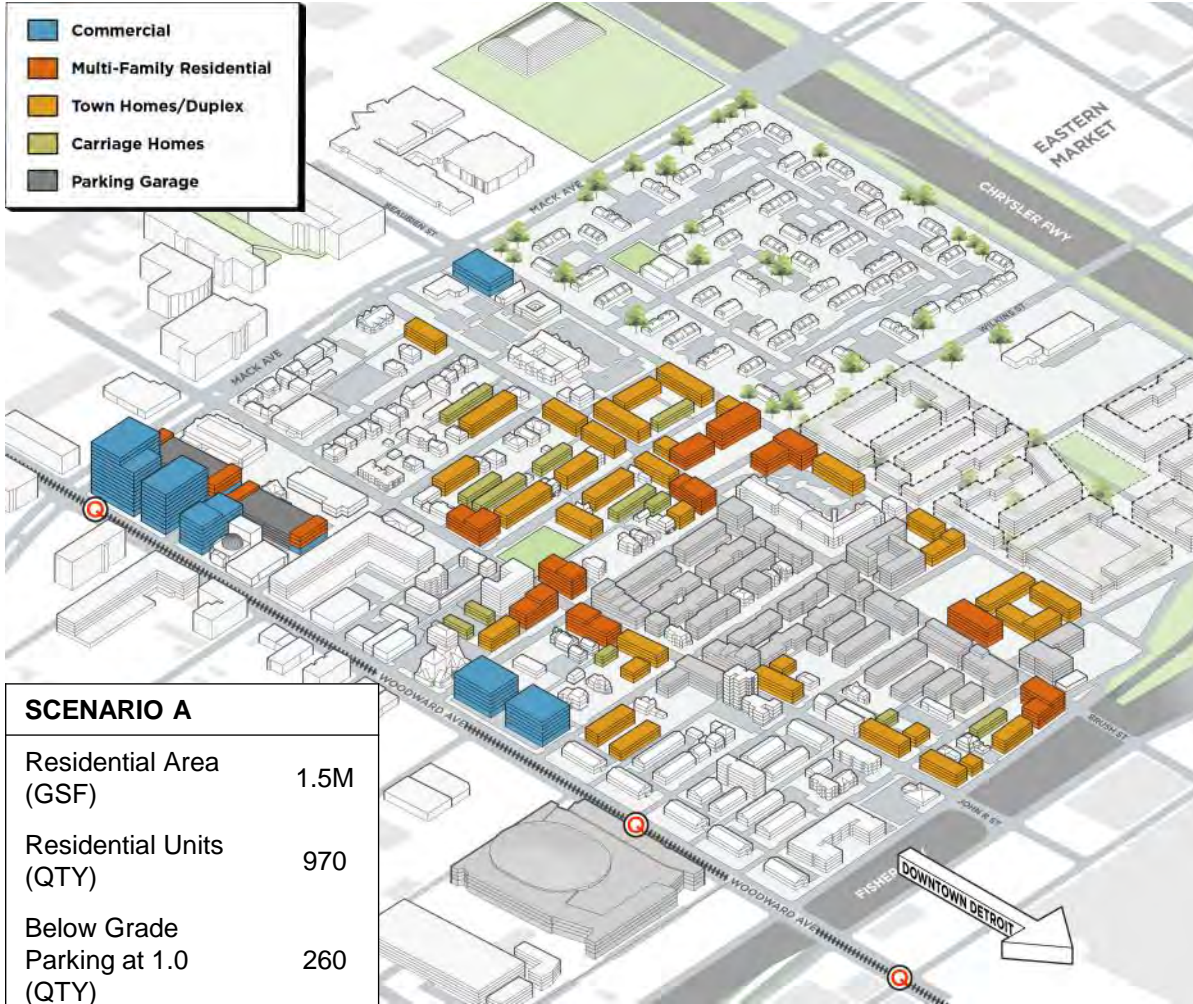 Commercial
Multi-Family Residential
Town Homes/Duplex
Carriage Homes
Parking Garage
EASTERN
MARKET
CHRYSLER FWY
MACK AVE
BEAUBIEN ST
WILKINS ST
MACK AVE
Q
WOODWARD AVE
BRUSH ST
JOHN R ST
Q
FISHER
DOWNTOWN DETROIT
WOODWARD AVE
Q
SCENARIO A
Residential Area
(GSF)
1.5M
Residential Units
(QTY)
970
Below Grade
Parking at 1.0
(QTY)
260